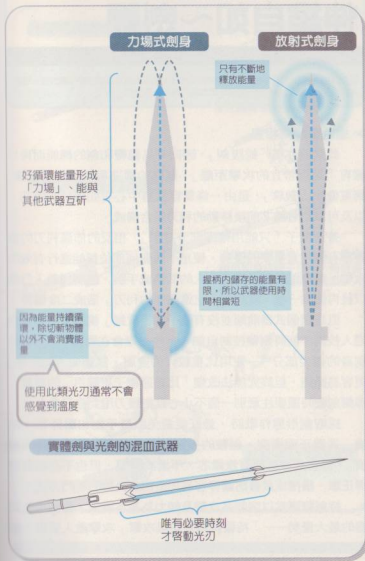 力場式劍身
放射式劍身
只有不斷地
釋放能量
好循環能量形成
「力場」、能與
其他武器互斫
握柄內儲存的能量有
限，所以武器使用時
間相當短
因為能量持續循
環，除切斬物體
以外不會消費能
量
使用此類光刃通常不會
感覺到溫度
實體劍與光劍的混血武器
唯有必要時刻
才啓動光刃